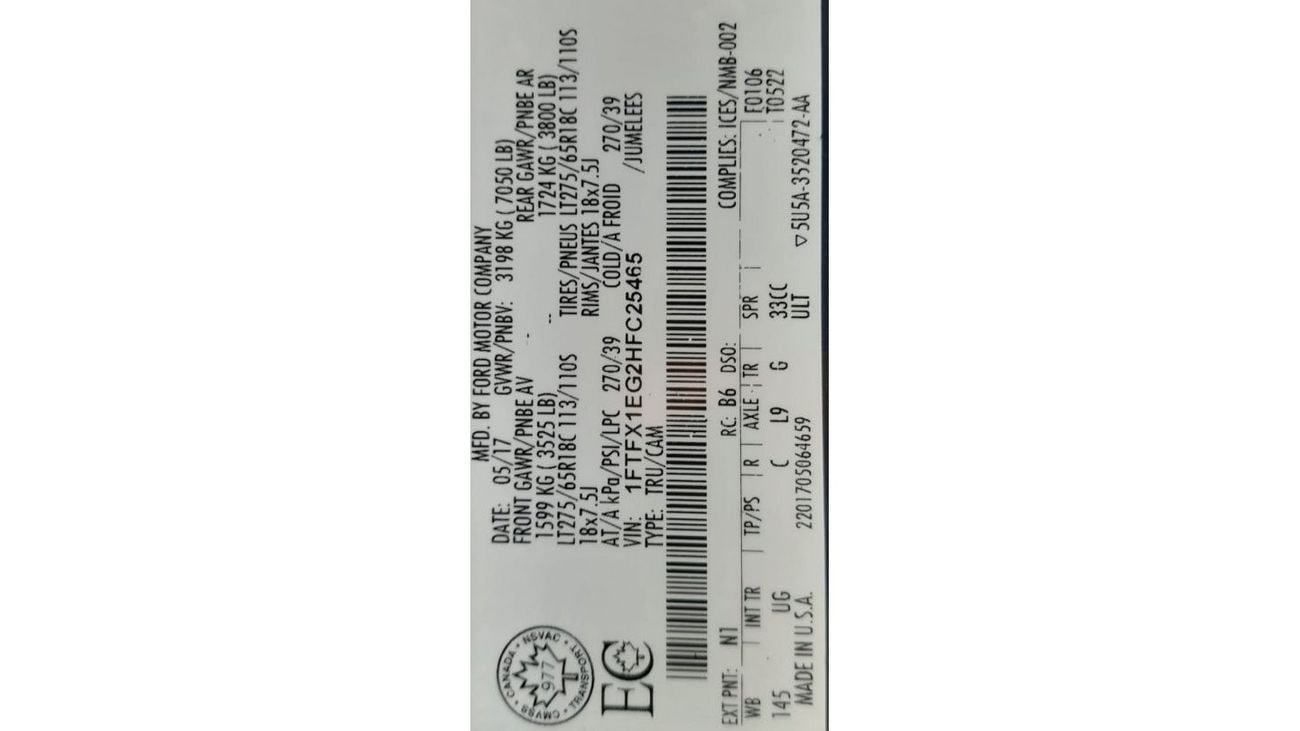 MFD. BY FORD MOTOR COMPANY
DATE: 05/17 GVWR/PNBV: 3198 KG ( 7050 LB)
FRONT GAWR/PNBE AV REAR GAWR/PNBE AR
1599 KG ( 3525 LB) 1724 KG ( 3800 LB)
LT275/65R18C 113/110S TIRES/PNEUS LT275/65R18C 113/110S
18x7.5J RIMS/JANTES 18x7.5J
AT/A kPa/PSI/LPC 270/39 COLD/A FROID 270/39
VIN: 1FTFX1EG2HFC25465 /JUMELEES
TYPE: TRU/CAM
CANADA • NSVAC • TRANSPORT • CMVSS
977
EC
EXT PNT: N1 RC: B6 DSO: COMPLIES: ICES/NMB-002
WB INT TR TP/PS R AXLE TR SPR F0106
145 UG C L9 G 33CC T0522
MADE IN U.S.A. 2201705064659 ULT ▽5U5A-3520472-AA